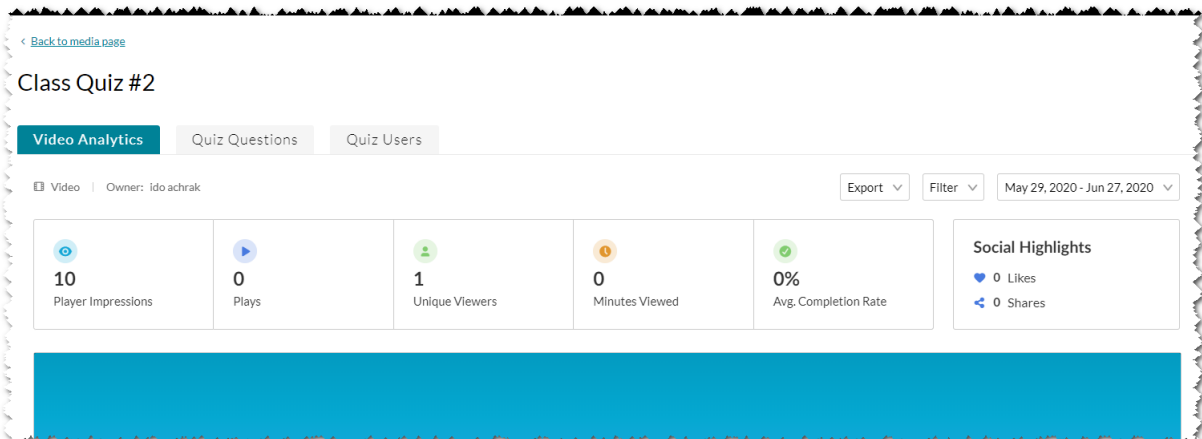 Back to media page
Class Quiz #2
Video Analytics Quiz Questions Quiz Users
Video | Owner: ido achrak Export Filter May 29, 2020 - Jun 27, 2020
10
Player Impressions
0
Plays
1
Unique Viewers
0
Minutes Viewed
0%
Avg. Completion Rate
Social Highlights
0 Likes
0 Shares